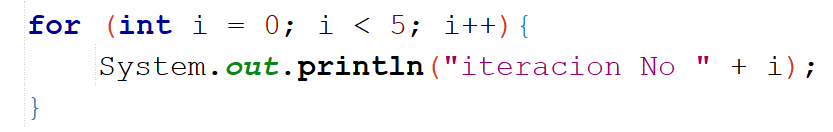 for (int i = 0; i < 5; i++){
System.out.println("iteracion No " + i);
}